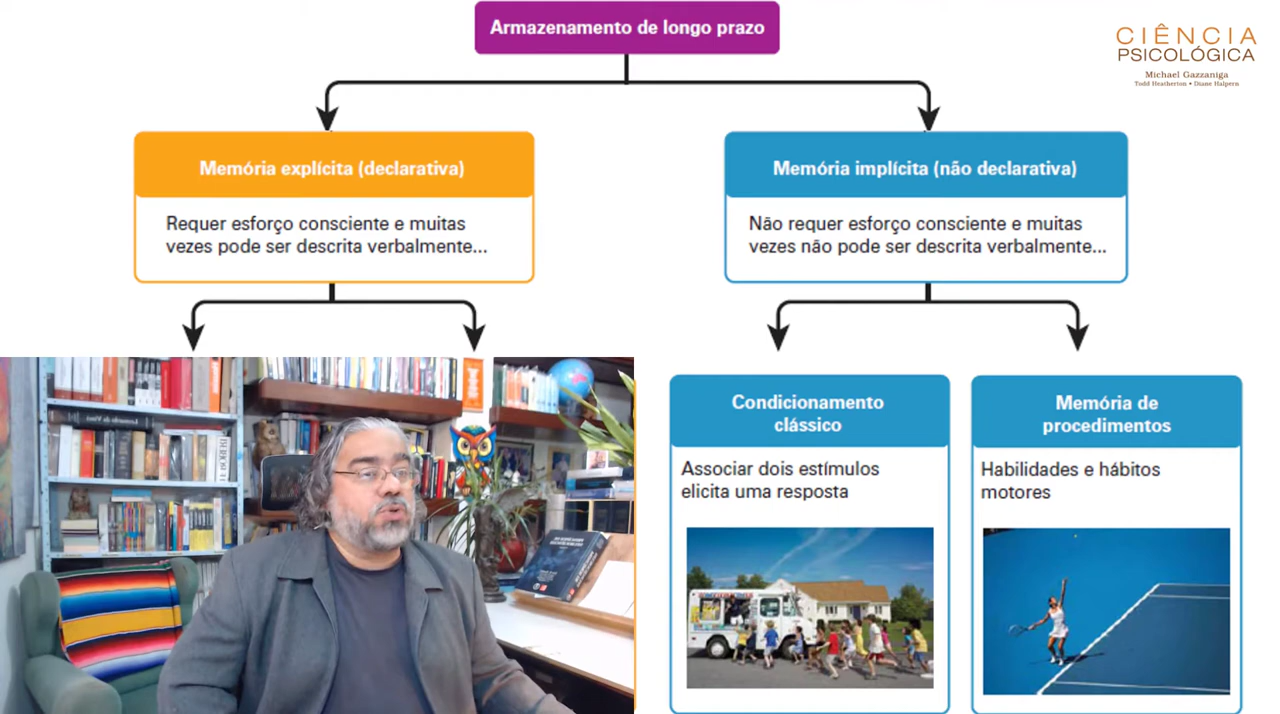 Armazenamento de longo prazo
CIÊNCIA
PSICOLÓGICA
Michael Gazzaniga
Todd Heatherton • Diane Halpern
Memória explícita (declarativa)
Requer esforço consciente e muitas
vezes pode ser descrita verbalmente...
Memória implícita (não declarativa)
Não requer esforço consciente e muitas
vezes não pode ser descrita verbalmente...
Condicionamento
clássico
Associar dois estímulos
elicita uma resposta
Memória de
procedimentos
Habilidades e hábitos
motores